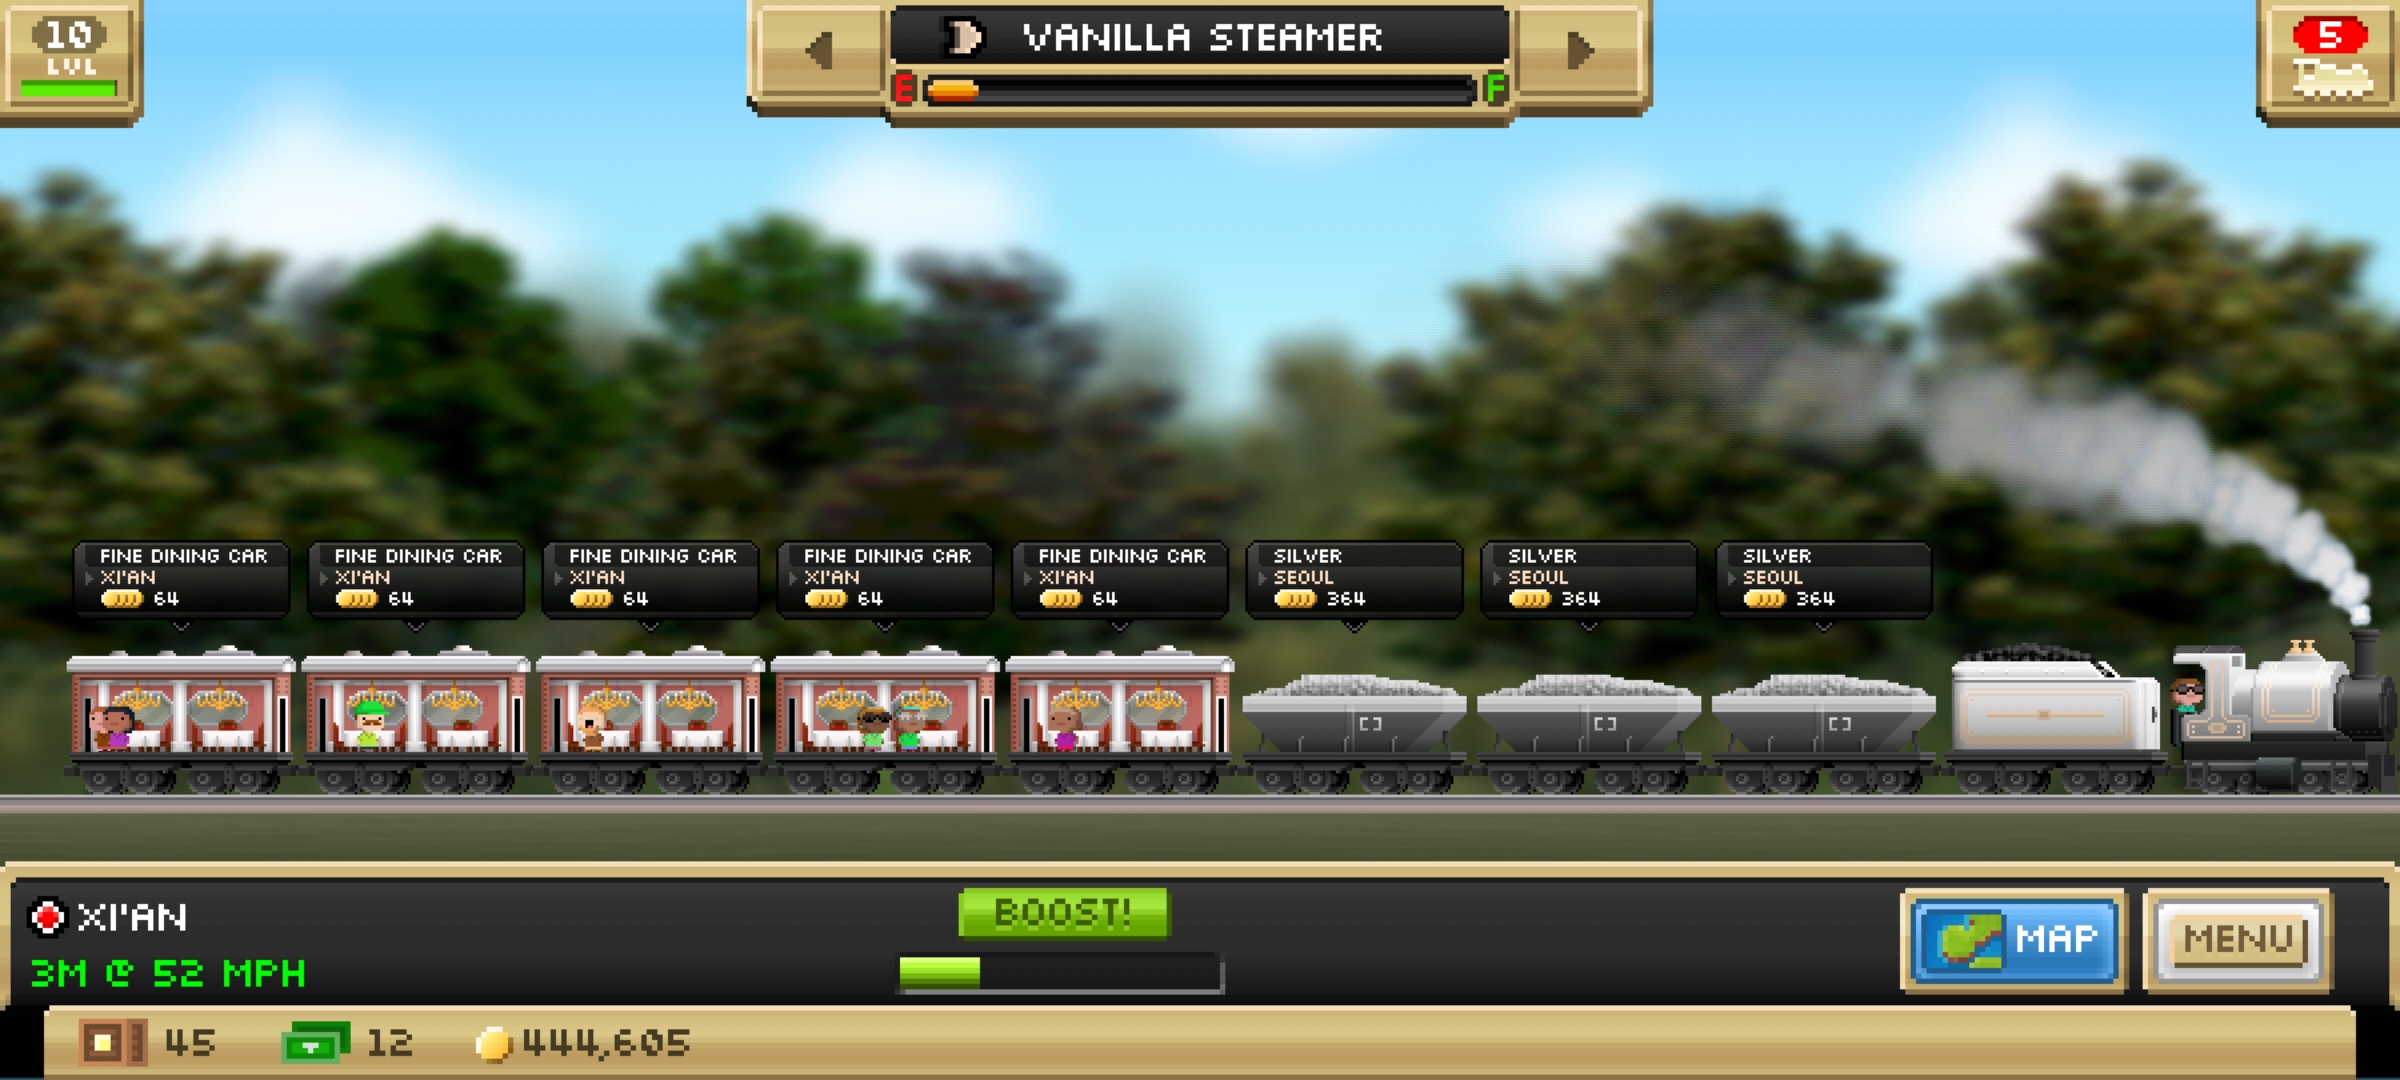 10
LVL
VANILLA STEAMER
E F
5
FINE DINING CAR
XI'AN
64
FINE DINING CAR
XI'AN
64
FINE DINING CAR
XI'AN
64
FINE DINING CAR
XI'AN
64
FINE DINING CAR
XI'AN
64
SILVER
SEOUL
364
SILVER
SEOUL
364
SILVER
SEOUL
364
XI'AN
3M @ 52 MPH
BOOST!
MAP
MENU
45
12
444,605